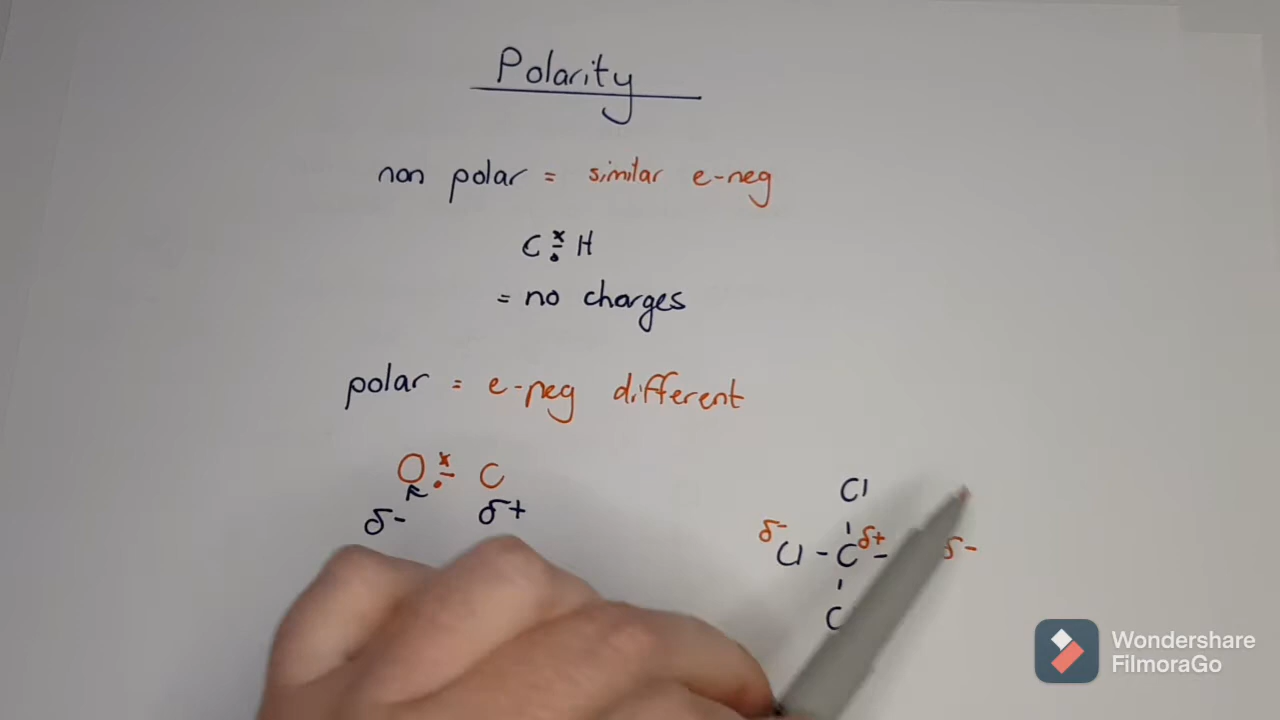 Polarity
non polar = similar e-neg
C ×–• H
= no charges
polar = e-neg different
O ×–• C
δ- δ+
Cl
δ- δ+ δ-
Cl - C -
C
Wondershare
FilmoraGo